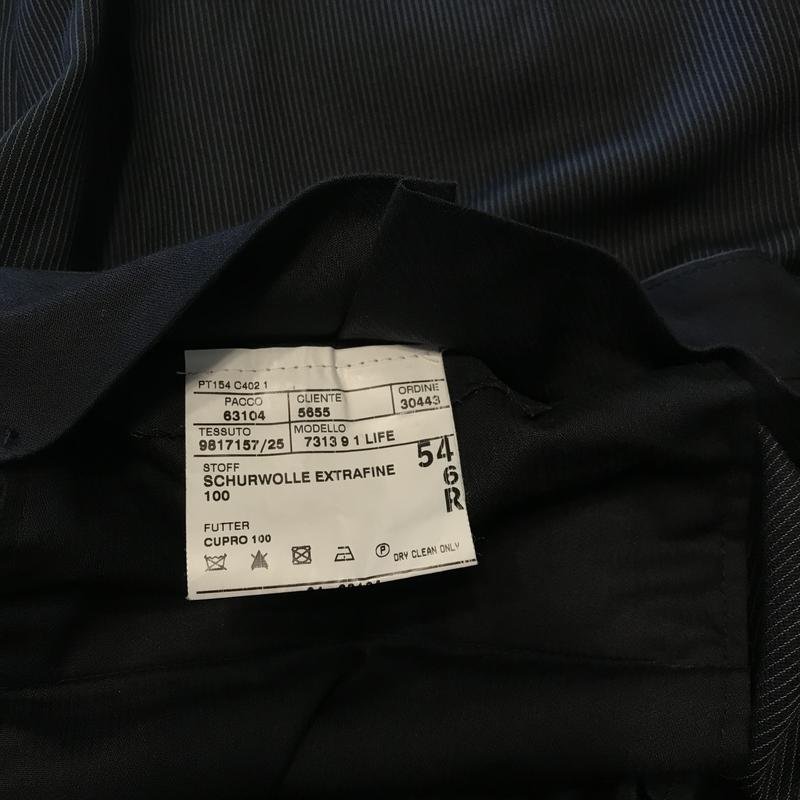 PT154 C402 1
PACCO CLIENTE ORDINE
63104 5655 30443
TESSUTO MODELLO
9817157/25 7313 9 1 LIFE
54
6
R
STOFF
SCHURWOLLE EXTRAFINE
100
FUTTER
CUPRO 100
P DRY CLEAN ONLY